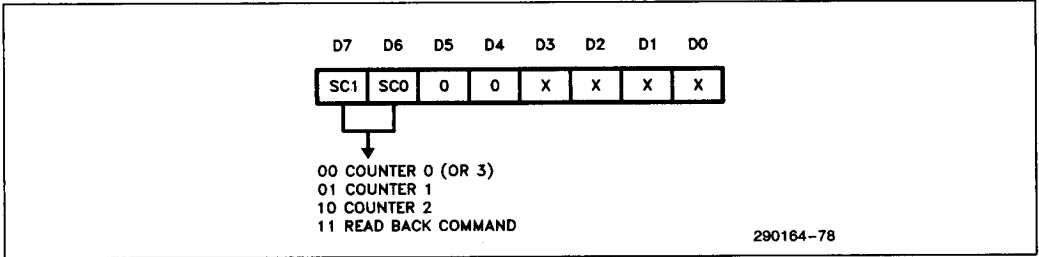 D7 D6 D5 D4 D3 D2 D1 D0
SC1 SC0 0 0 X X X X
00 COUNTER 0 (OR 3)
01 COUNTER 1
10 COUNTER 2
11 READ BACK COMMAND
290164-78